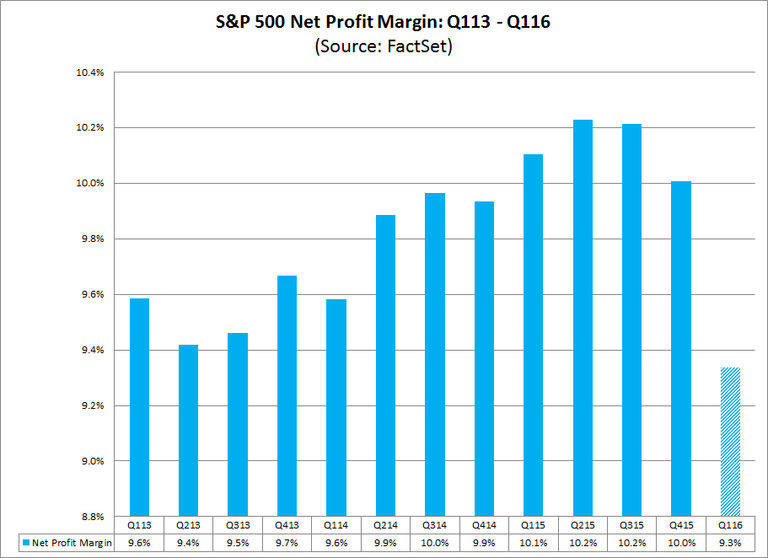 S&P 500 Net Profit Margin: Q113 - Q116
(Source: FactSet)
10.4%
10.2%
10.0%
9.8%
9.6%
9.4%
9.2%
9.0%
8.8%
Q113 Q213 Q313 Q413 Q114 Q214 Q314 Q414 Q115 Q215 Q315 Q415 Q116
Net Profit Margin 9.6% 9.4% 9.5% 9.7% 9.6% 9.9% 10.0% 9.9% 10.1% 10.2% 10.2% 10.0% 9.3%